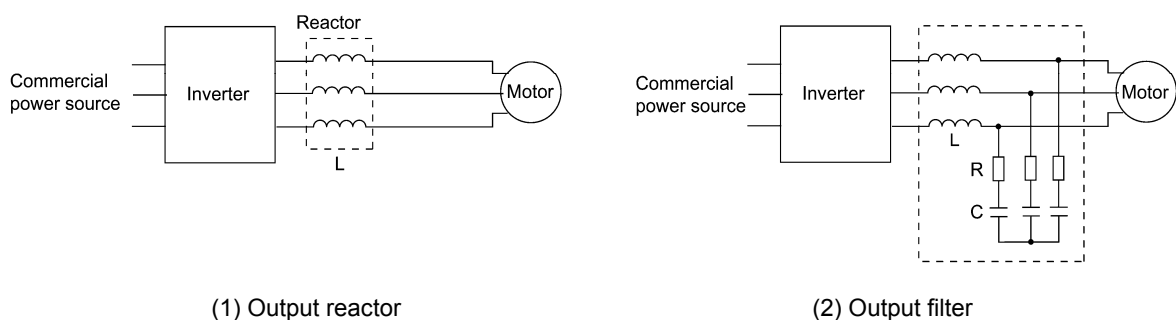 Reactor
Commercial
power source
Inverter
Motor
L
(1) Output reactor
Commercial
power source
Inverter
Motor
L
R
C
(2) Output filter